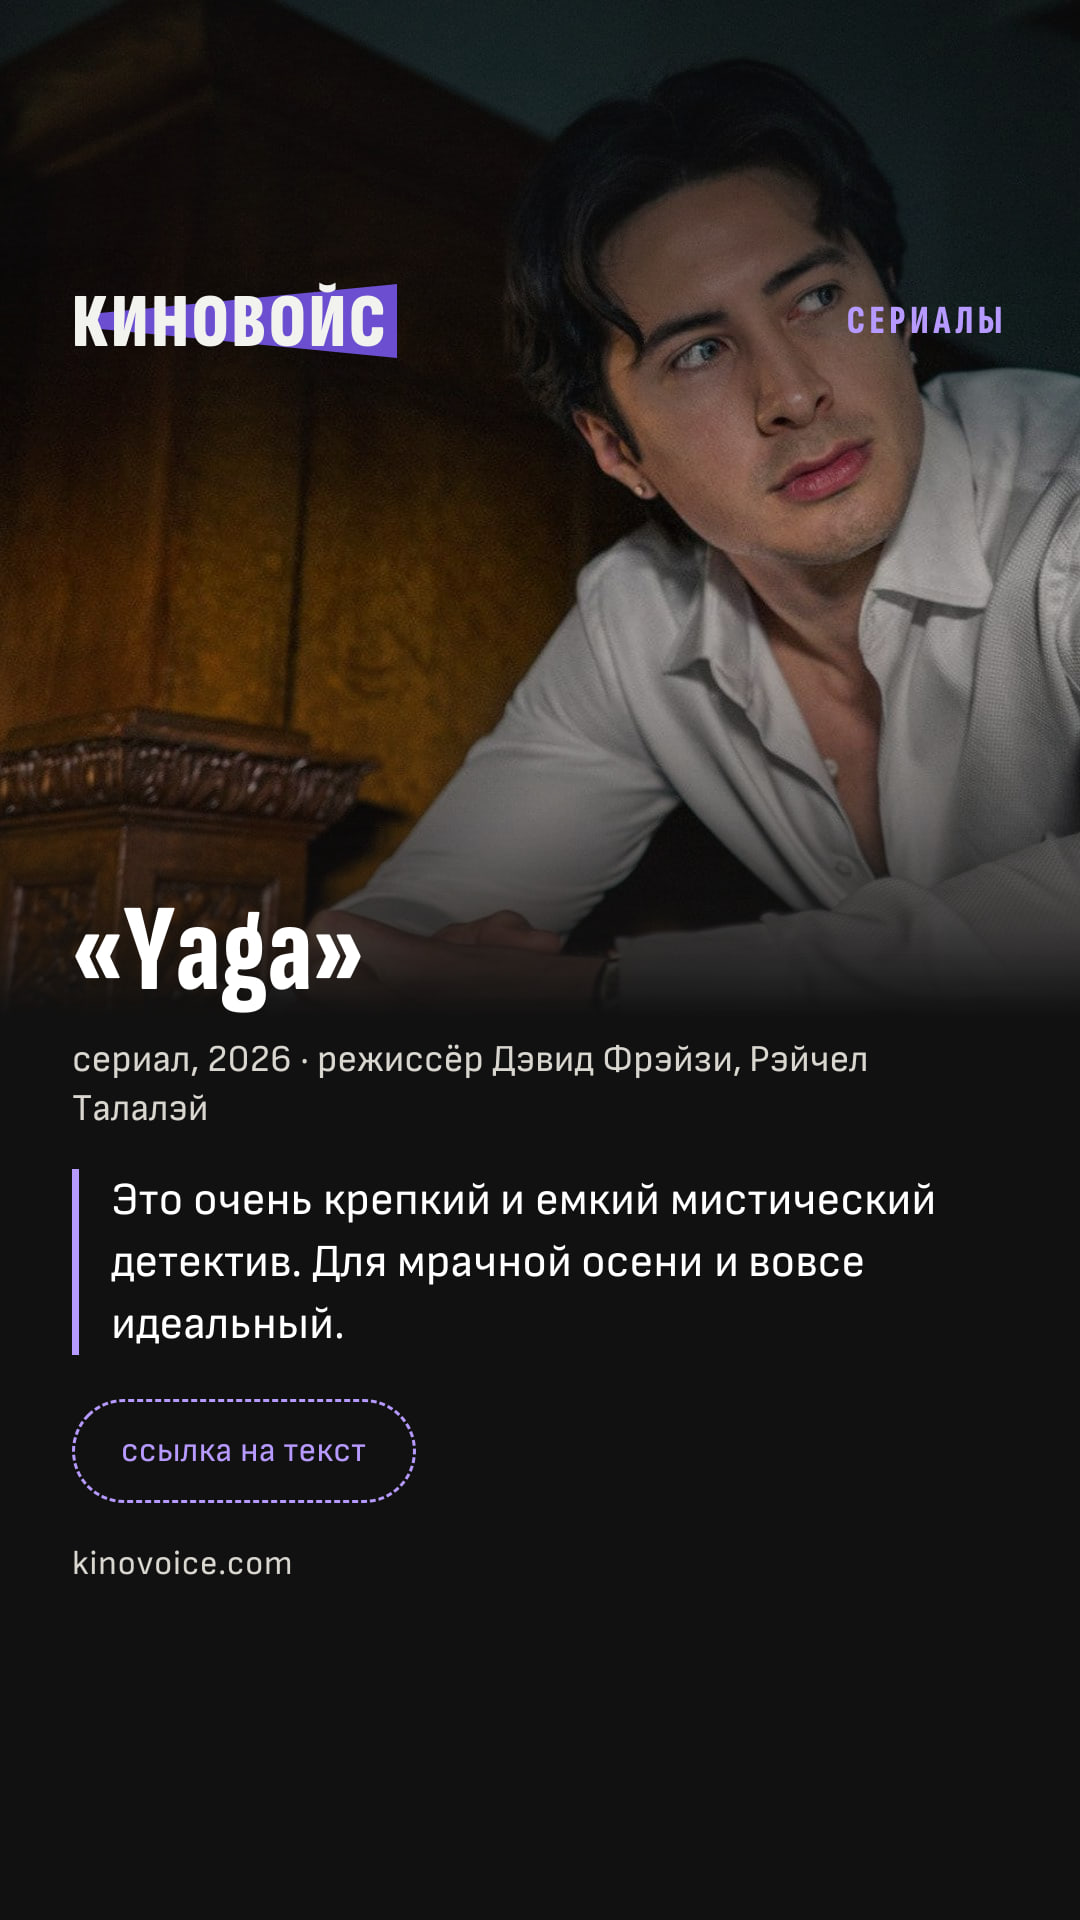 КИНОВОЙС
СЕРИАЛЫ
«Yaga»
сериал, 2026 · режиссёр Дэвид Фрэйзи, Рэйчел
Талалэй
Это очень крепкий и емкий мистический
детектив. Для мрачной осени и вовсе
идеальный.
ссылка на текст
kinovoice.com